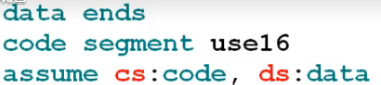 data ends
code segment use16
assume cs:code, ds:data